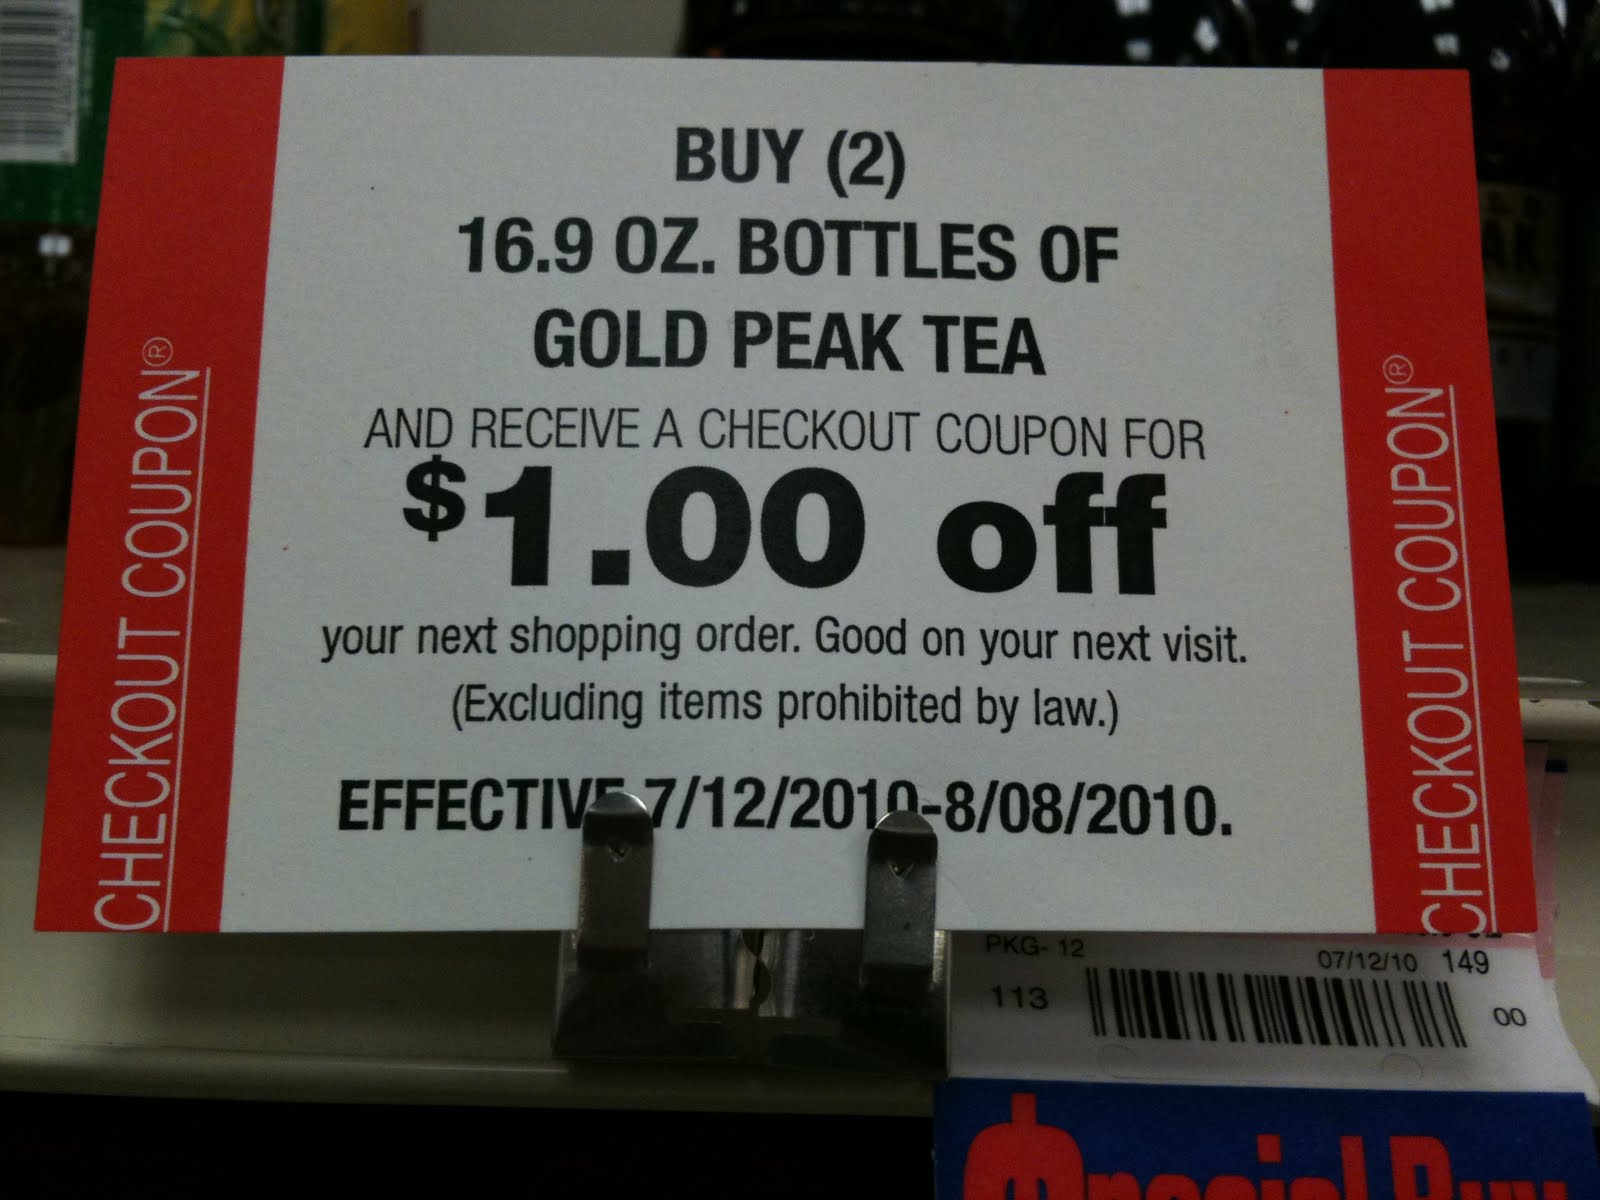 BUY (2)
16.9 OZ. BOTTLES OF
GOLD PEAK TEA
AND RECEIVE A CHECKOUT COUPON FOR
$1.00 off
your next shopping order. Good on your next visit.
(Excluding items prohibited by law.)
EFFECTIVE 7/12/2010-8/08/2010.
CHECKOUT COUPON®
CHECKOUT COUPON®
PKG- 12 07/12/10 149
113 00
Special Buy